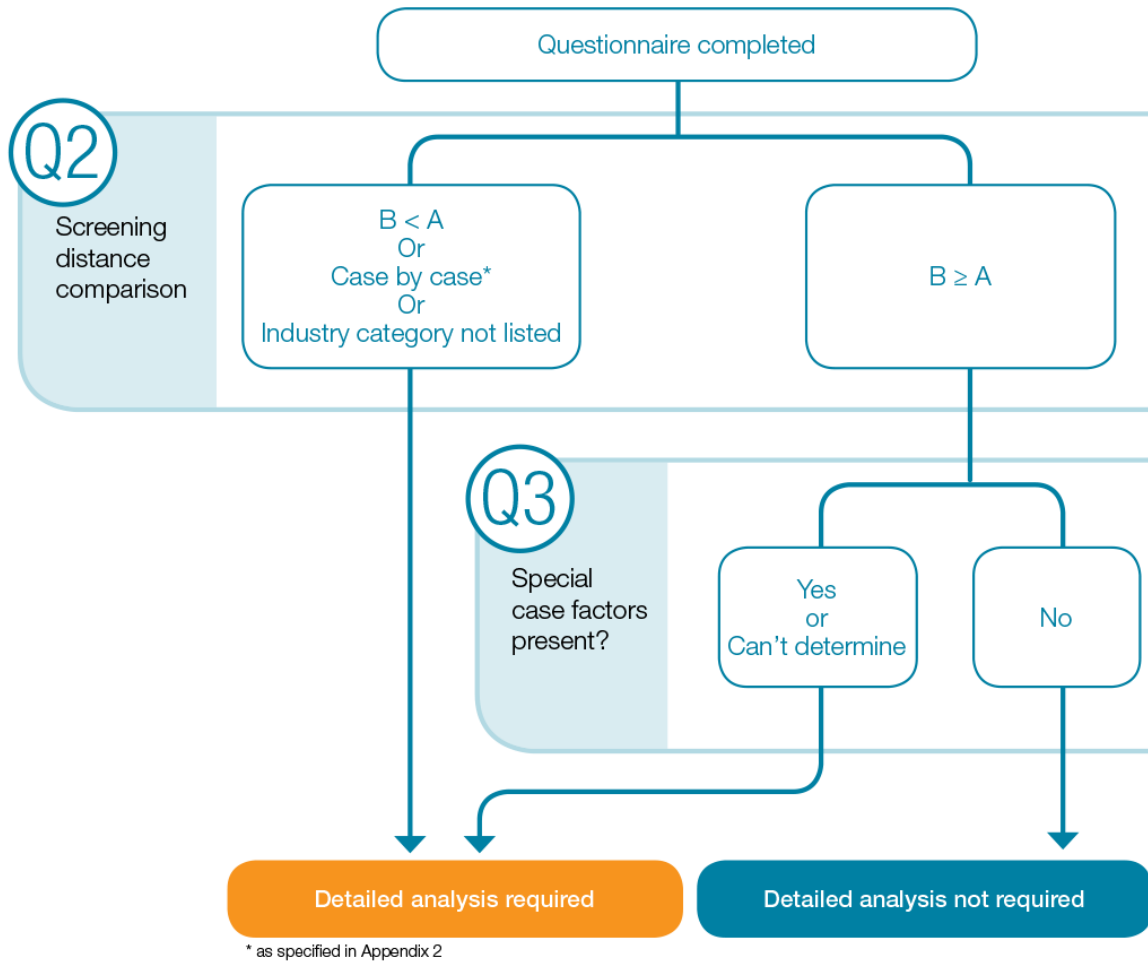 Questionnaire completed
Q2
Screening
distance
comparison
B < A
Or
Case by case*
Or
Industry category not listed
B ≥ A
Q3
Special
case factors
present?
Yes
or
Can't determine
No
Detailed analysis required
Detailed analysis not required
* as specified in Appendix 2